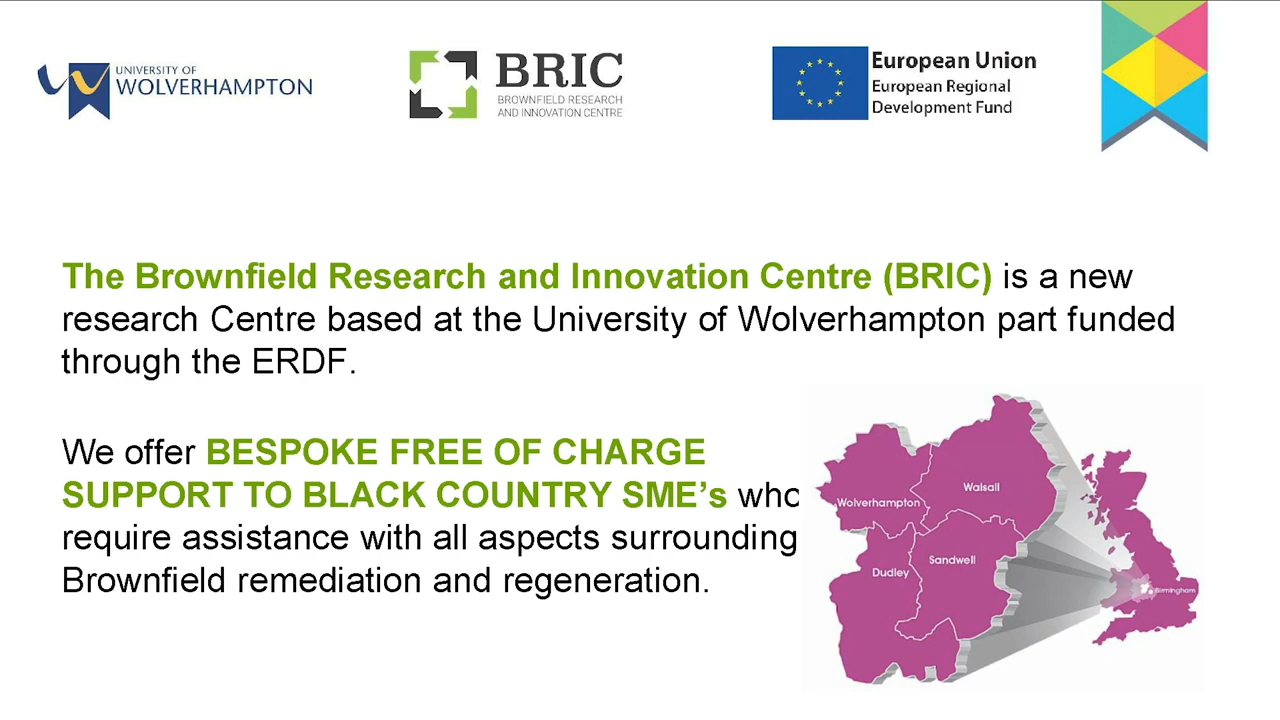 UNIVERSITY OF
WOLVERHAMPTON
BRIC
BROWNFIELD RESEARCH
AND INNOVATION CENTRE
European Union
European Regional
Development Fund
The Brownfield Research and Innovation Centre (BRIC) is a new
research Centre based at the University of Wolverhampton part funded
through the ERDF.
We offer BESPOKE FREE OF CHARGE
SUPPORT TO BLACK COUNTRY SME’s who
require assistance with all aspects surrounding
Brownfield remediation and regeneration.
Walsall
Wolverhampton
Sandwell
Dudley
Birmingham